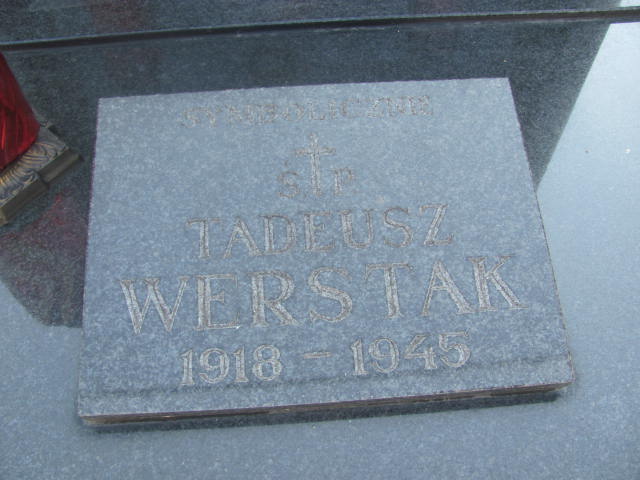 SYMBOLICZNIE
Ś P
TADEUSZ
WERSTAK
1918 - 1945